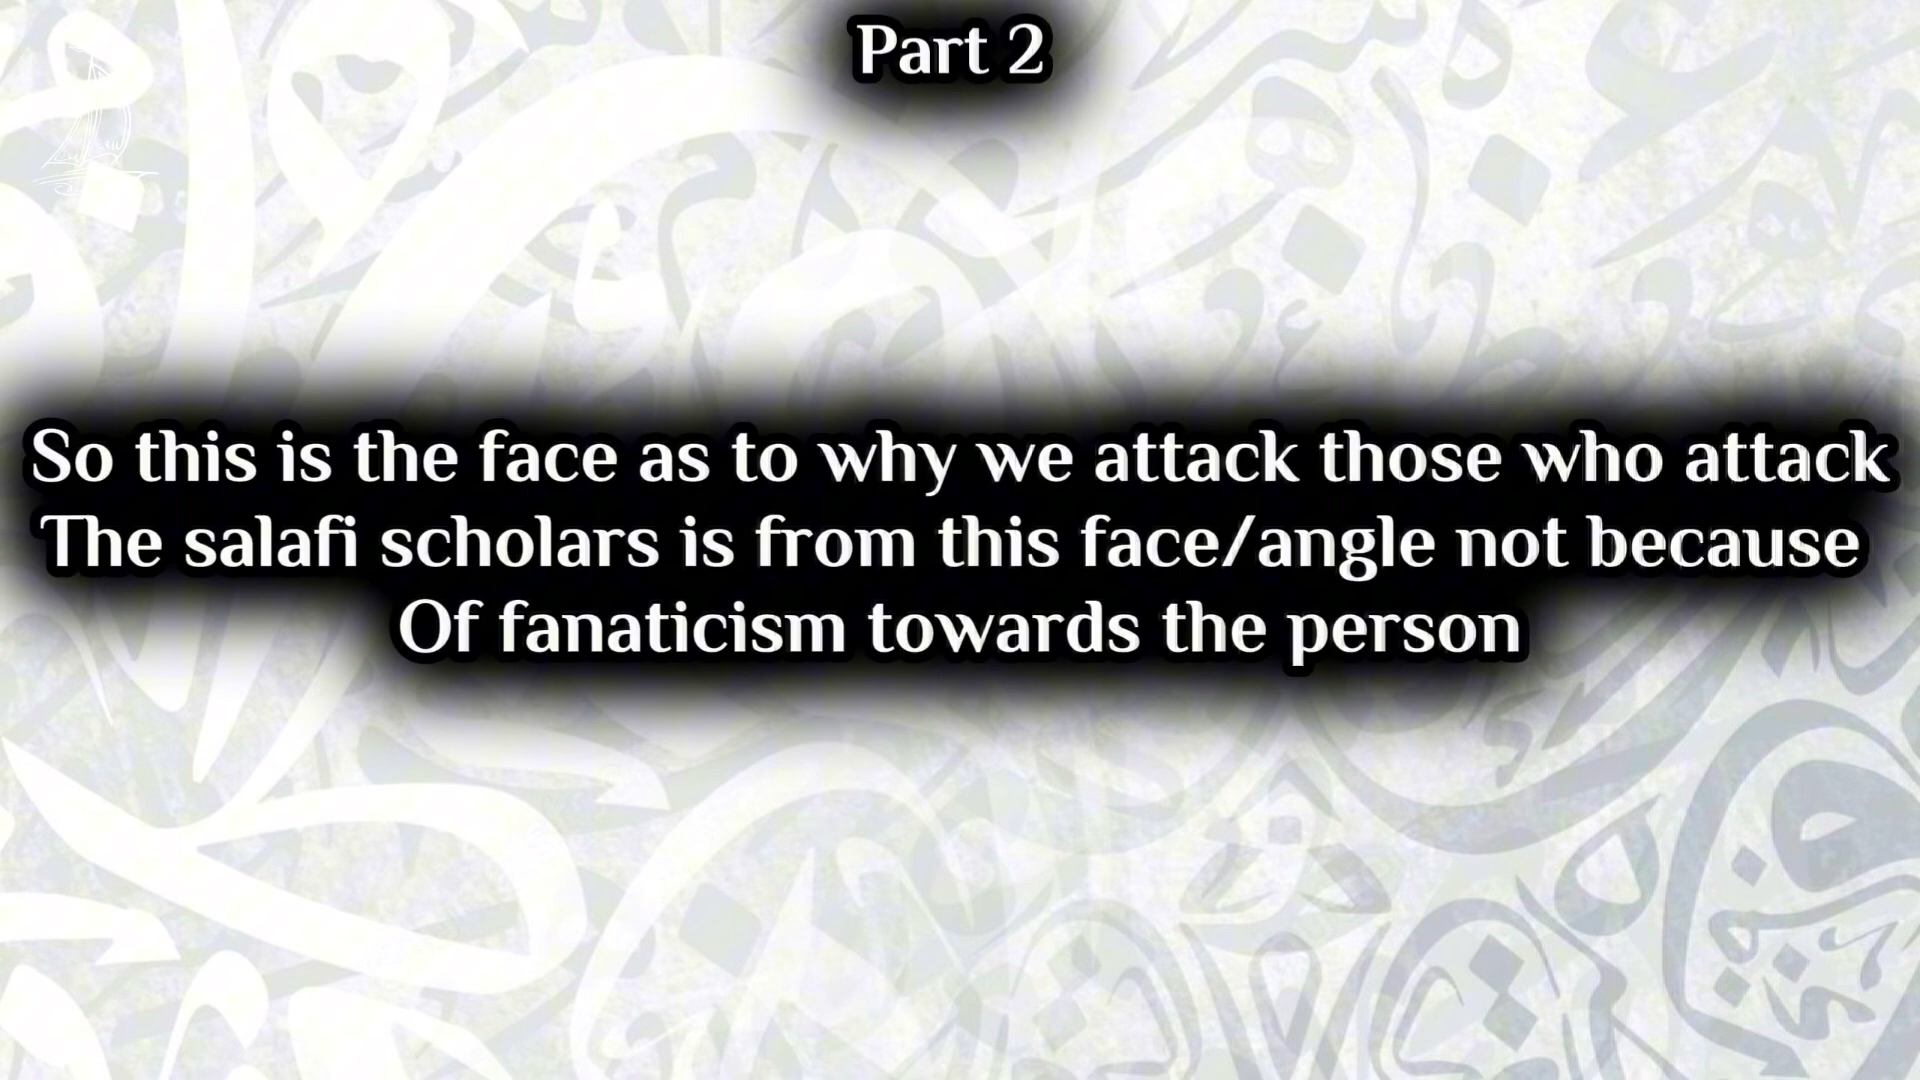 Part 2
So this is the face as to why we attack those who attack
The salafi scholars is from this face/angle not because
Of fanaticism towards the person